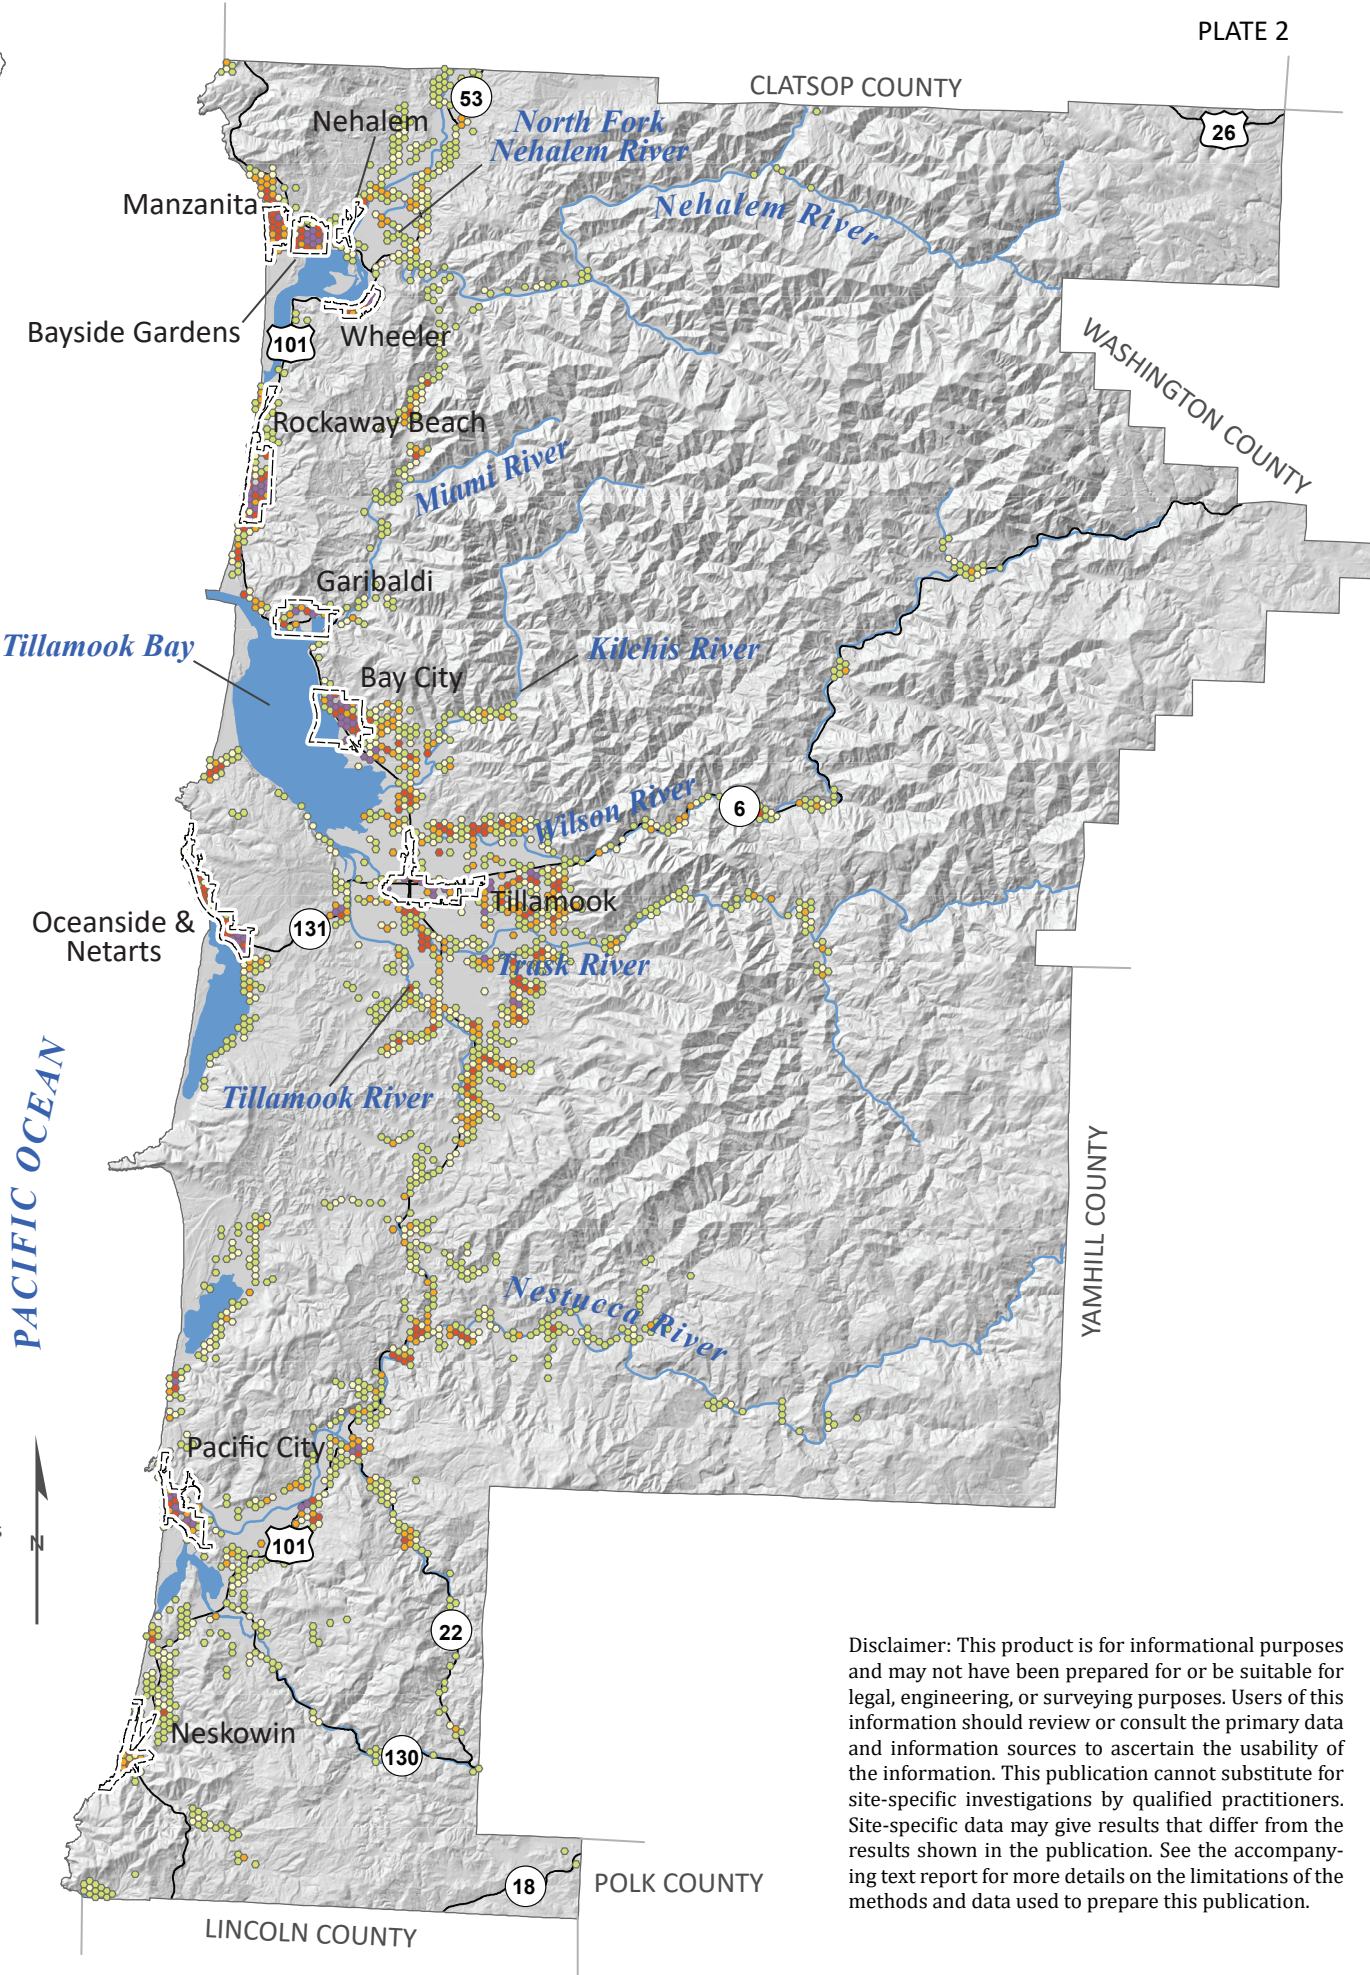 PLATE 2
CLATSOP COUNTY
53
26
Nehalem
North Fork
Nehalem River
Manzanita
Nehalem River
Bayside Gardens
101
Wheeler
WASHINGTON COUNTY
Rockaway Beach
Miami River
Garibaldi
Tillamook Bay
Kilchis River
Bay City
Wilson River
6
Tillamook
Oceanside &
Netarts
131
Trask River
Tillamook River
PACIFIC OCEAN
YAMHILL COUNTY
Nestucca River
Pacific City
N
101
22
Neskowin
130
18
POLK COUNTY
LINCOLN COUNTY
Disclaimer: This product is for informational purposes
and may not have been prepared for or be suitable for
legal, engineering, or surveying purposes. Users of this
information should review or consult the primary data
and information sources to ascertain the usability of
the information. This publication cannot substitute for
site-specific investigations by qualified practitioners.
Site-specific data may give results that differ from the
results shown in the publication. See the accompany-
ing text report for more details on the limitations of the
methods and data used to prepare this publication.